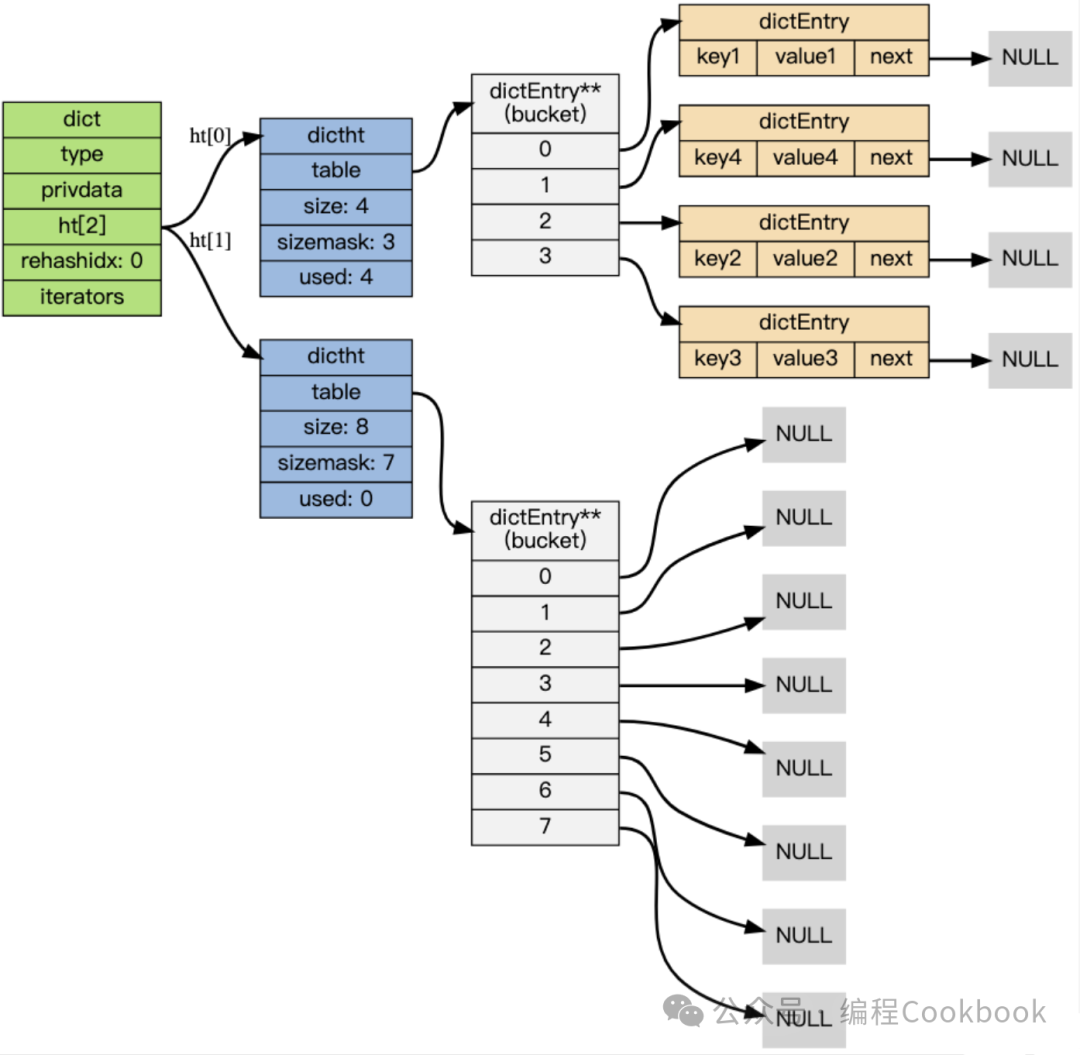 dict
type
privdata
ht[2]
rehashidx: 0
iterators
ht[0]
ht[1]
dictht
table
size: 4
sizemask: 3
used: 4
dictht
table
size: 8
sizemask: 7
used: 0
dictEntry**
(bucket)
0
1
2
3
dictEntry
key1 value1 next
NULL
dictEntry
key4 value4 next
NULL
dictEntry
key2 value2 next
NULL
dictEntry
key3 value3 next
NULL
dictEntry**
(bucket)
0
1
2
3
4
5
6
7
NULL
NULL
NULL
NULL
NULL
NULL
NULL
NULL
公众号 · 编程Cookbook